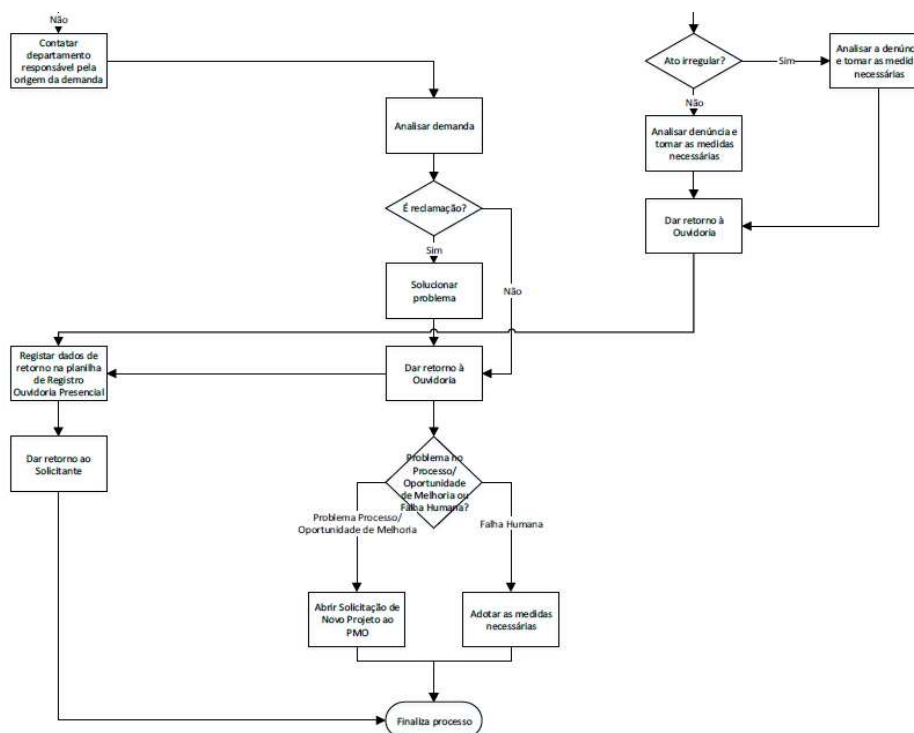 Não
Contatar
departamento
responsável pela
origem da demanda
Ato irregular?
Sim
Analisar a
e tomar as
necessárias
Não
Analisar demanda
Analisar denúncia e
tomar as medidas
necessárias
É reclamação?
Dar retorno à
Ouvidoria
Sim
Solucionar
problema
Não
Registar dados de
retorno na planilha
de Registro
Ouvidoria Presencial
Dar retorno à
Ouvidoria
Dar retorno ao
Solicitante
Problema no
Processo/
Oportunidade
de Melhoria ou
Falha Humana?
Problema Processo/
Oportunidade de Melhoria
Falha Humana
Abrir Solicitação de
Novo Projeto ao
PMO
Adotar as medidas
necessárias
Finaliza processo